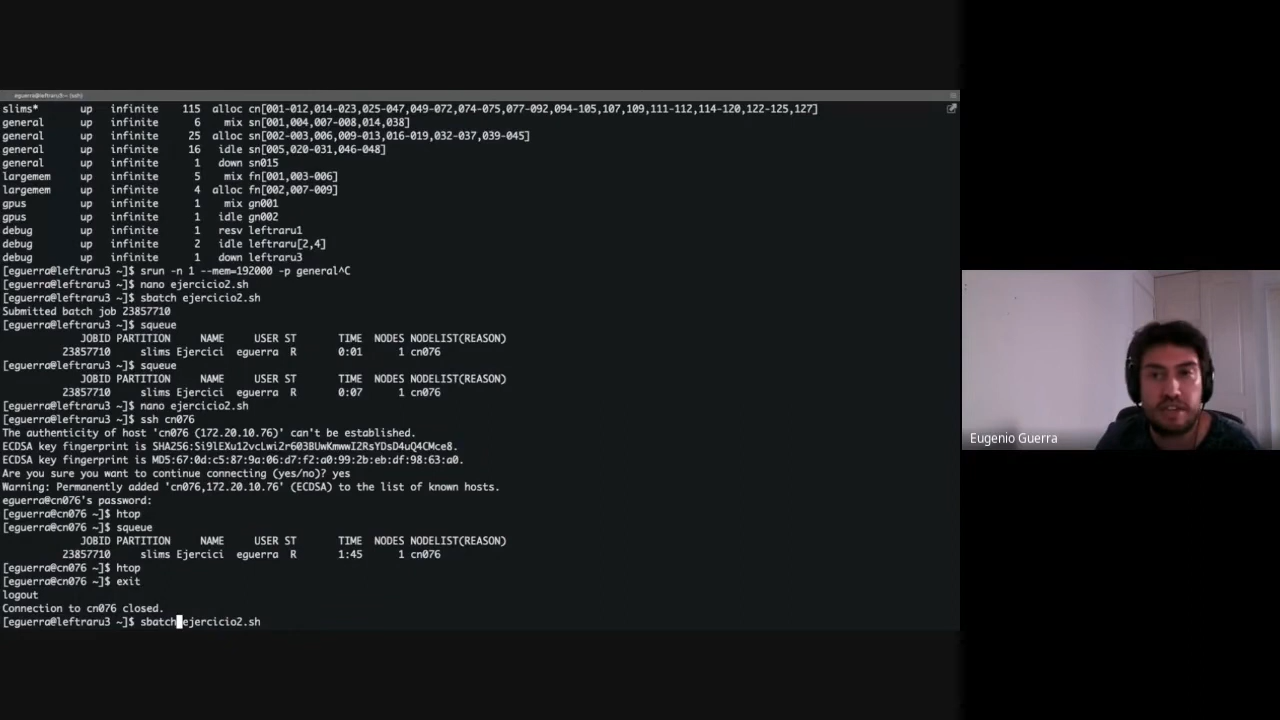 eguerra@leftraru3:~ (ssh)
slims* up infinite 115 alloc cn[001-012,014-023,025-047,049-072,074-075,077-092,094-105,107,109,111-112,114-120,122-125,127]
general up infinite 6 mix sn[001,004,007-008,014,038]
general up infinite 25 alloc sn[002-003,006,009-013,016-019,032-037,039-045]
general up infinite 16 idle sn[005,020-031,046-048]
general up infinite 1 down sn015
largemem up infinite 5 mix fn[001,003-006]
largemem up infinite 4 alloc fn[002,007-009]
gpus up infinite 1 mix gn001
gpus up infinite 1 idle gn002
debug up infinite 1 resv leftraru1
debug up infinite 2 idle leftraru[2,4]
debug up infinite 1 down leftraru3
[eguerra@leftraru3 ~]$ srun -n 1 --mem=192000 -p general^C
[eguerra@leftraru3 ~]$ nano ejercicio2.sh
[eguerra@leftraru3 ~]$ sbatch ejercicio2.sh
Submitted batch job 23857710
[eguerra@leftraru3 ~]$ squeue
JOBID PARTITION NAME USER ST TIME NODES NODELIST(REASON)
23857710 slims Ejercici eguerra R 0:01 1 cn076
[eguerra@leftraru3 ~]$ squeue
JOBID PARTITION NAME USER ST TIME NODES NODELIST(REASON)
23857710 slims Ejercici eguerra R 0:07 1 cn076
[eguerra@leftraru3 ~]$ nano ejercicio2.sh
[eguerra@leftraru3 ~]$ ssh cn076
The authenticity of host 'cn076 (172.20.10.76)' can't be established.
ECDSA key fingerprint is SHA256:Si9lEXu12vcLwi2r603BUwKmwwI2RsYDsD4uQ4CMce8.
ECDSA key fingerprint is MD5:67:0d:c5:87:9a:06:d7:f2:a0:99:2b:eb:df:98:63:a0.
Are you sure you want to continue connecting (yes/no)? yes
Warning: Permanently added 'cn076,172.20.10.76' (ECDSA) to the list of known hosts.
eguerra@cn076's password:
[eguerra@cn076 ~]$ htop
[eguerra@cn076 ~]$ squeue
JOBID PARTITION NAME USER ST TIME NODES NODELIST(REASON)
23857710 slims Ejercici eguerra R 1:45 1 cn076
[eguerra@cn076 ~]$ htop
[eguerra@cn076 ~]$ exit
logout
Connection to cn076 closed.
[eguerra@leftraru3 ~]$ sbatch ejercicio2.sh
Eugenio Guerra